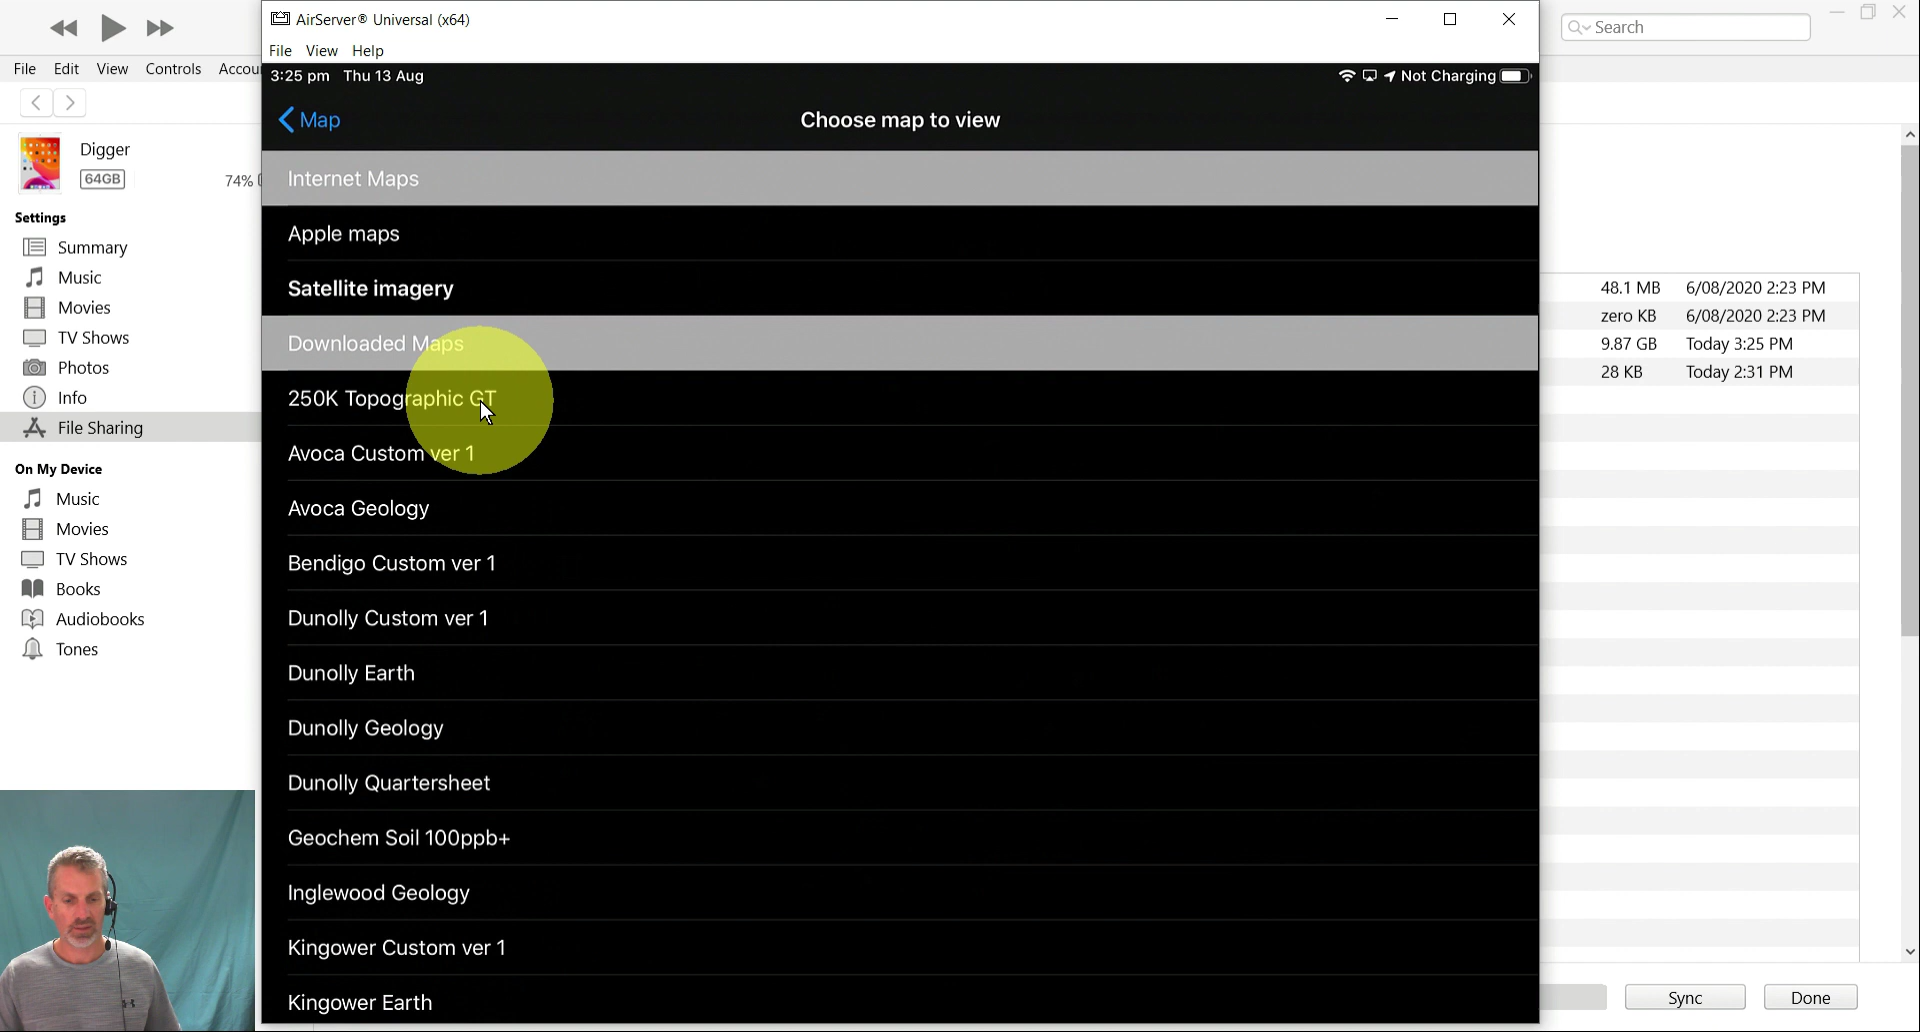 AirServer® Universal (x64)
File View Help
Search
File Edit View Controls Accou
3:25 pm Thu 13 Aug
Not Charging
Map
Choose map to view
Digger
64GB
74%
Settings
Summary
Music
Movies
TV Shows
Photos
Info
File Sharing
On My Device
Music
Movies
TV Shows
Books
Audiobooks
Tones
Internet Maps
Apple maps
Satellite imagery
Downloaded Maps
250K Topographic GT
Avoca Custom ver 1
Avoca Geology
Bendigo Custom ver 1
Dunolly Custom ver 1
Dunolly Earth
Dunolly Geology
Dunolly Quartersheet
Geochem Soil 100ppb+
Inglewood Geology
Kingower Custom ver 1
Kingower Earth
48.1 MB 6/08/2020 2:23 PM
zero KB 6/08/2020 2:23 PM
9.87 GB Today 3:25 PM
28 KB Today 2:31 PM
Sync Done